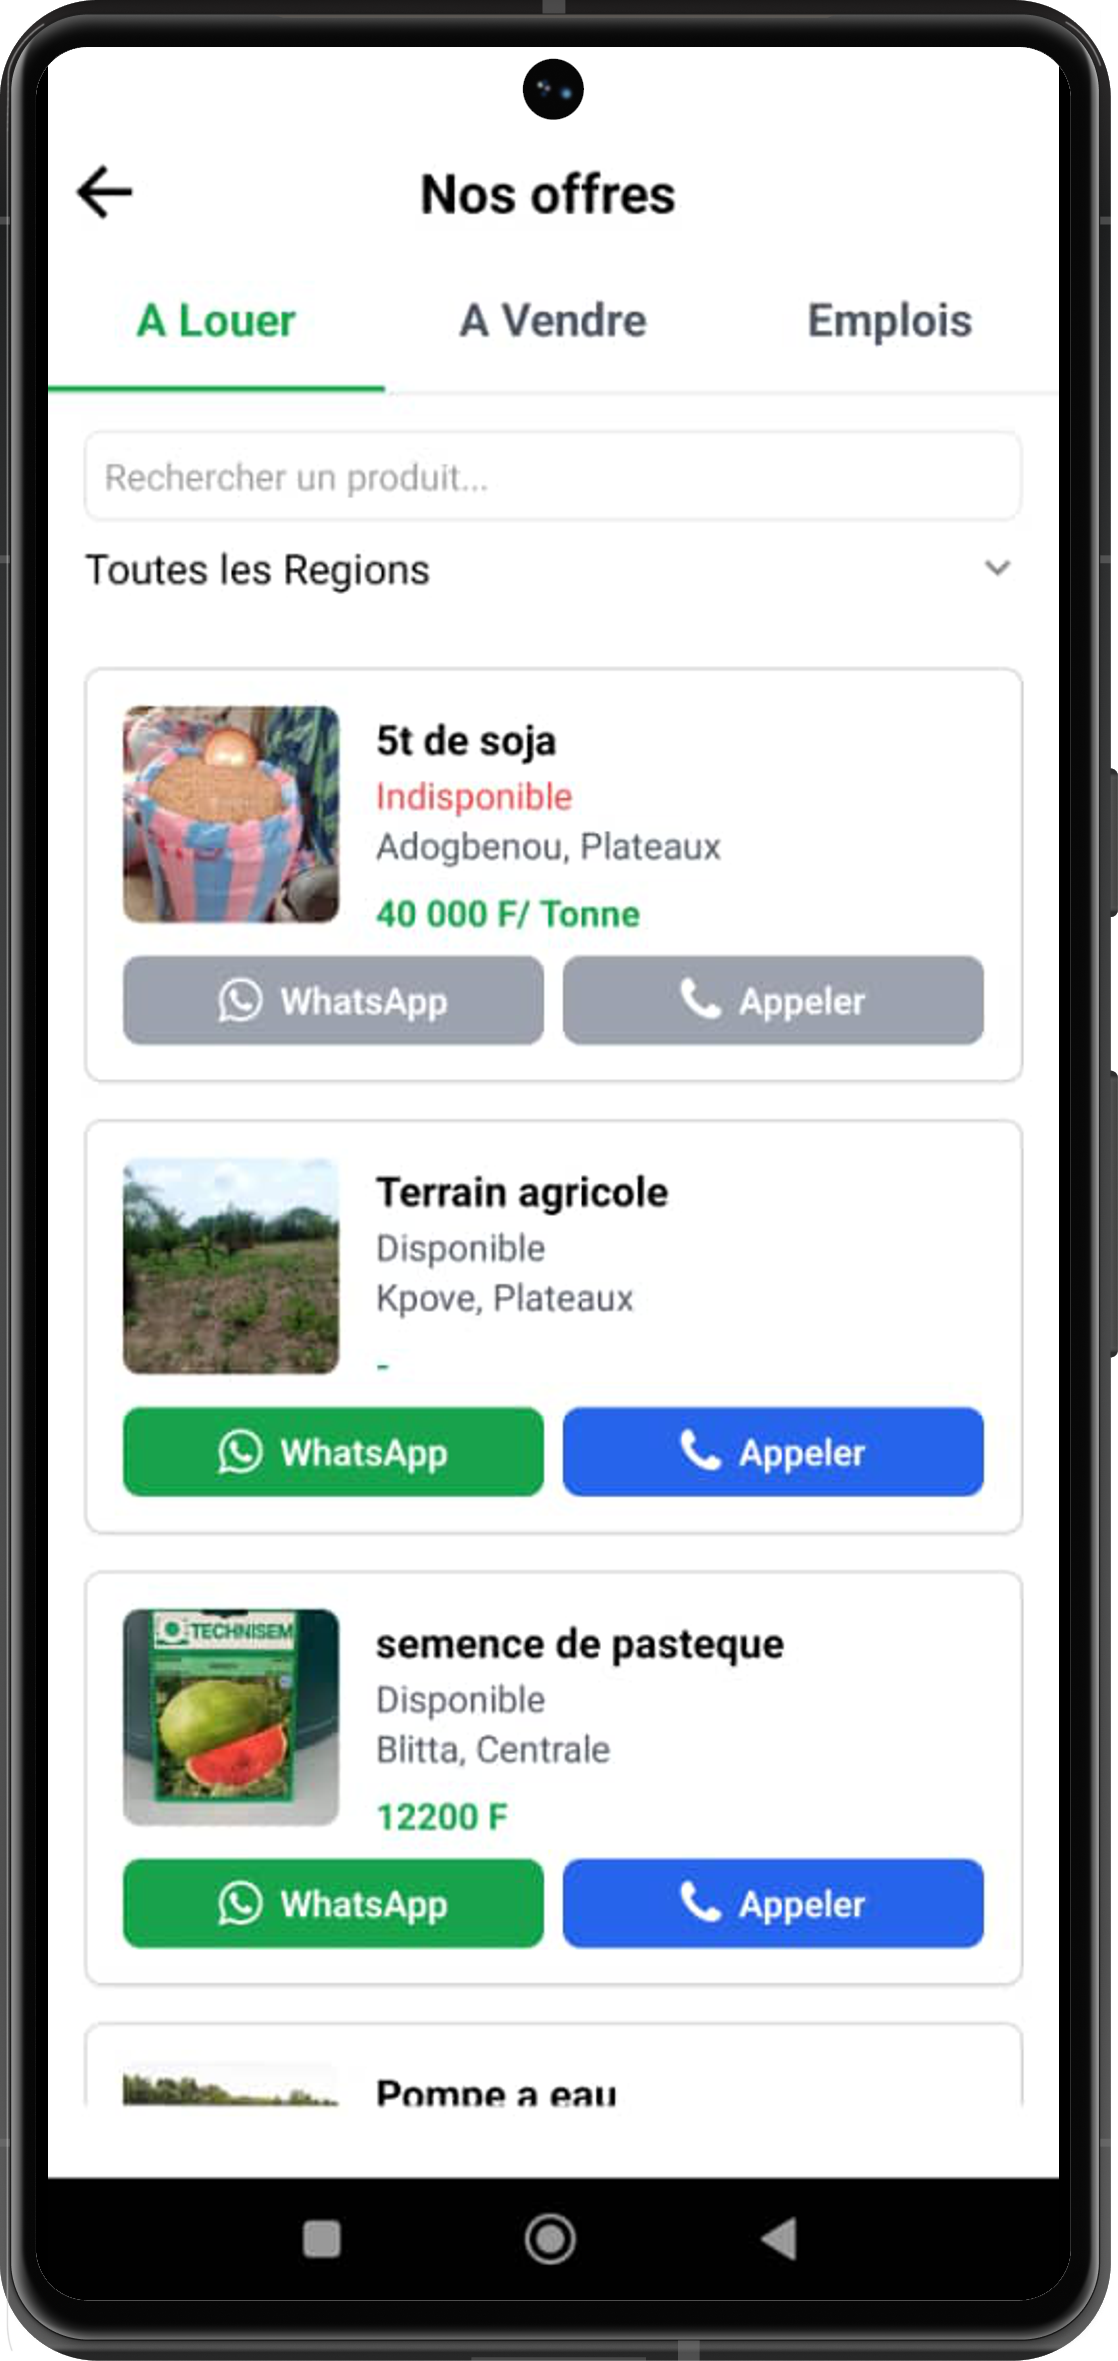 Nos offres
A Louer A Vendre Emplois
Rechercher un produit...
Toutes les Regions
5t de soja
Indisponible
Adogbenou, Plateaux
40 000 F/ Tonne
WhatsApp Appeler
Terrain agricole
Disponible
Kpove, Plateaux
-
WhatsApp Appeler
TECHNISEM
semence de pasteque
Disponible
Blitta, Centrale
12200 F
WhatsApp Appeler
Pompe a eau